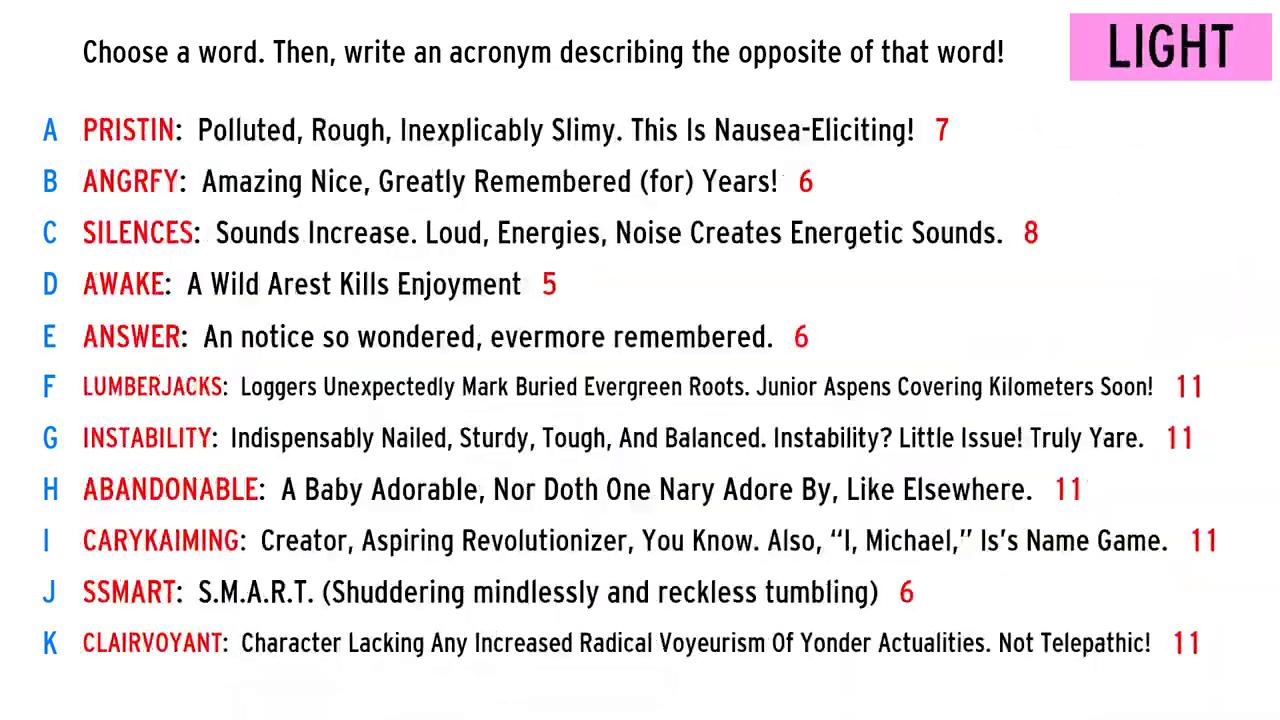 Choose a word. Then, write an acronym describing the opposite of that word!
LIGHT
A PRISTIN: Polluted, Rough, Inexplicably Slimy. This Is Nausea-Eliciting! 7
B ANGRFY: Amazing Nice, Greatly Remembered (for) Years! 6
C SILENCES: Sounds Increase. Loud, Energies, Noise Creates Energetic Sounds. 8
D AWAKE: A Wild Arest Kills Enjoyment 5
E ANSWER: An notice so wondered, evermore remembered. 6
F LUMBERJACKS: Loggers Unexpectedly Mark Buried Evergreen Roots. Junior Aspens Covering Kilometers Soon! 11
G INSTABILITY: Indispensably Nailed, Sturdy, Tough, And Balanced. Instability? Little Issue! Truly Yare. 11
H ABANDONABLE: A Baby Adorable, Nor Doth One Nary Adore By, Like Elsewhere. 11
I CARYKAIMING: Creator, Aspiring Revolutionizer, You Know. Also, “I, Michael,” Is's Name Game. 11
J SSMART: S.M.A.R.T. (Shuddering mindlessly and reckless tumbling) 6
K CLAIRVOYANT: Character Lacking Any Increased Radical Voyeurism Of Yonder Actualities. Not Telepathic! 11